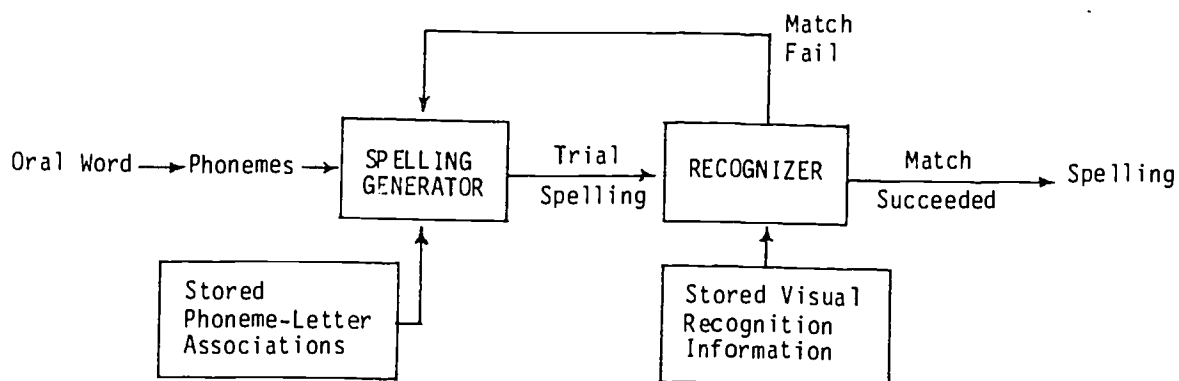 Match
Fail
Oral Word
Phonemes
SPELLING
GENERATOR
Trial
Spelling
RECOGNIZER
Match
Succeeded
Spelling
Stored
Phoneme-Letter
Associations
Stored Visual
Recognition
Information